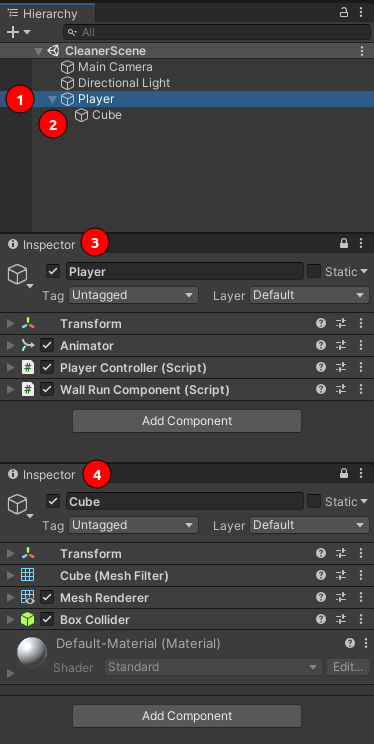 Hierarchy
All
CleanerScene
Main Camera
Directional Light
1 Player
2 Cube
Inspector 3
Player Static
Tag Untagged Layer Default
Transform
Animator
Player Controller (Script)
Wall Run Component (Script)
Add Component
Inspector 4
Cube Static
Tag Untagged Layer Default
Transform
Cube (Mesh Filter)
Mesh Renderer
Box Collider
Default-Material (Material)
Shader Standard Edit...
Add Component